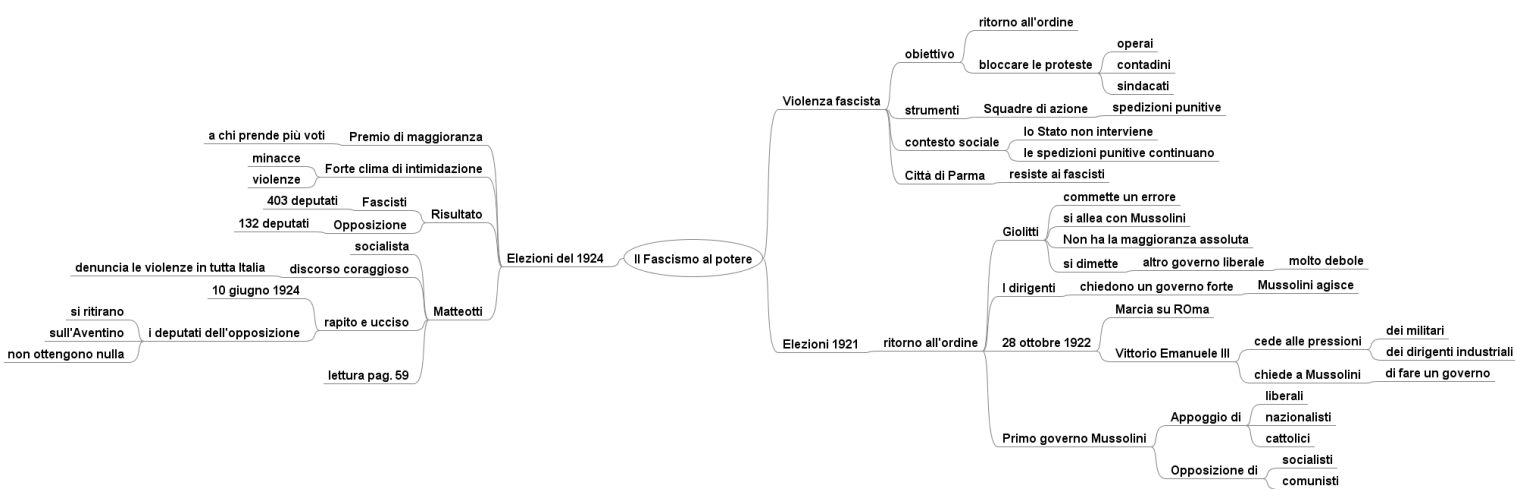 Il Fascismo al potere
Violenza fascista
obiettivo
ritorno all'ordine
bloccare le proteste
operai
contadini
sindacati
strumenti
Squadre di azione
spedizioni punitive
contesto sociale
lo Stato non interviene
le spedizioni punitive continuano
Città di Parma
resiste ai fascisti
Elezioni 1921
ritorno all'ordine
Giolitti
commette un errore
si allea con Mussolini
Non ha la maggioranza assoluta
si dimette
altro governo liberale
molto debole
I dirigenti
chiedono un governo forte
Mussolini agisce
28 ottobre 1922
Marcia su ROma
Vittorio Emanuele III
cede alle pressioni
dei militari
dei dirigenti industriali
chiede a Mussolini
di fare un governo
Primo governo Mussolini
Appoggio di
liberali
nazionalisti
cattolici
Opposizione di
socialisti
comunisti
Elezioni del 1924
Premio di maggioranza
a chi prende più voti
Forte clima di intimidazione
minacce
violenze
Risultato
Fascisti
403 deputati
Opposizione
132 deputati
Matteotti
socialista
discorso coraggioso
denuncia le violenze in tutta Italia
rapito e ucciso
10 giugno 1924
i deputati dell'opposizione
si ritirano
sull'Aventino
non ottengono nulla
lettura pag. 59